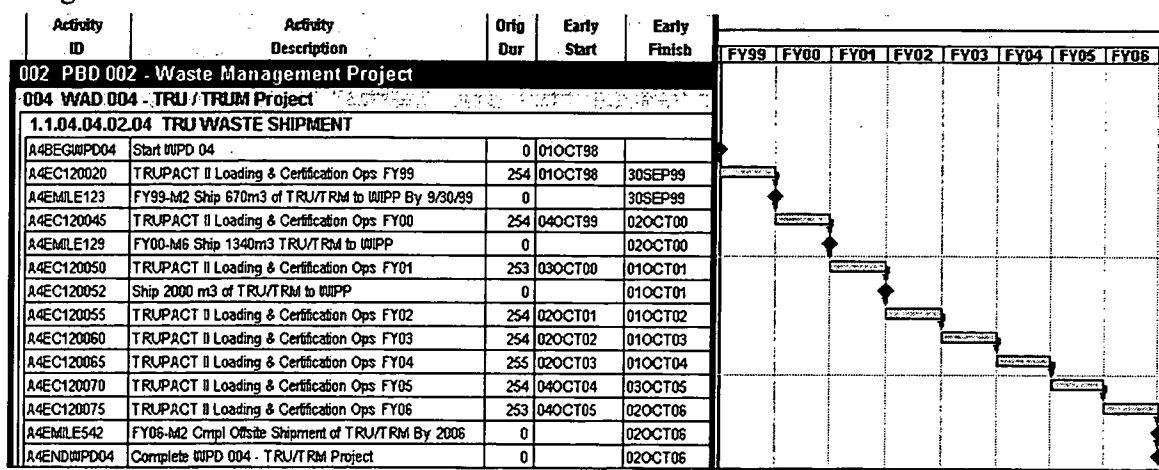 Activity ID Activity Description Orig Dur Early Start Early Finish
FY99 FY00 FY01 FY02 FY03 FY04 FY05 FY06
002 PBD 002 - Waste Management Project
004 WAD 004 - TRU / TRUM Project
1.1.04.04.02.04 TRU WASTE SHIPMENT
A4BEGWPD04 Start WPD 04 0 01OCT98
A4EC120020 TRUPACT II Loading & Certification Ops FY99 254 01OCT98 30SEP99
A4EMILE123 FY99-M2 Ship 670m3 of TRU/TRM to WIPP By 9/30/99 0 30SEP99
A4EC120045 TRUPACT II Loading & Certification Ops FY00 254 04OCT99 02OCT00
A4EMILE129 FY00-M6 Ship 1340m3 TRU/TRM to WIPP 0 02OCT00
A4EC120050 TRUPACT II Loading & Certification Ops FY01 253 03OCT00 01OCT01
A4EC120052 Ship 2000 m3 of TRU/TRM to WIPP 0 01OCT01
A4EC120055 TRUPACT II Loading & Certification Ops FY02 254 02OCT01 01OCT02
A4EC120060 TRUPACT II Loading & Certification Ops FY03 254 02OCT02 01OCT03
A4EC120065 TRUPACT II Loading & Certification Ops FY04 255 02OCT03 01OCT04
A4EC120070 TRUPACT II Loading & Certification Ops FY05 254 04OCT04 03OCT05
A4EC120075 TRUPACT II Loading & Certification Ops FY06 253 04OCT05 02OCT06
A4EMILE542 FY06-M2 Cmpl Offsite Shipment of TRU/TRM By 2006 0 02OCT06
A4ENDWPD04 Complete WPD 004 - TRU/TRM Project 0 02OCT06